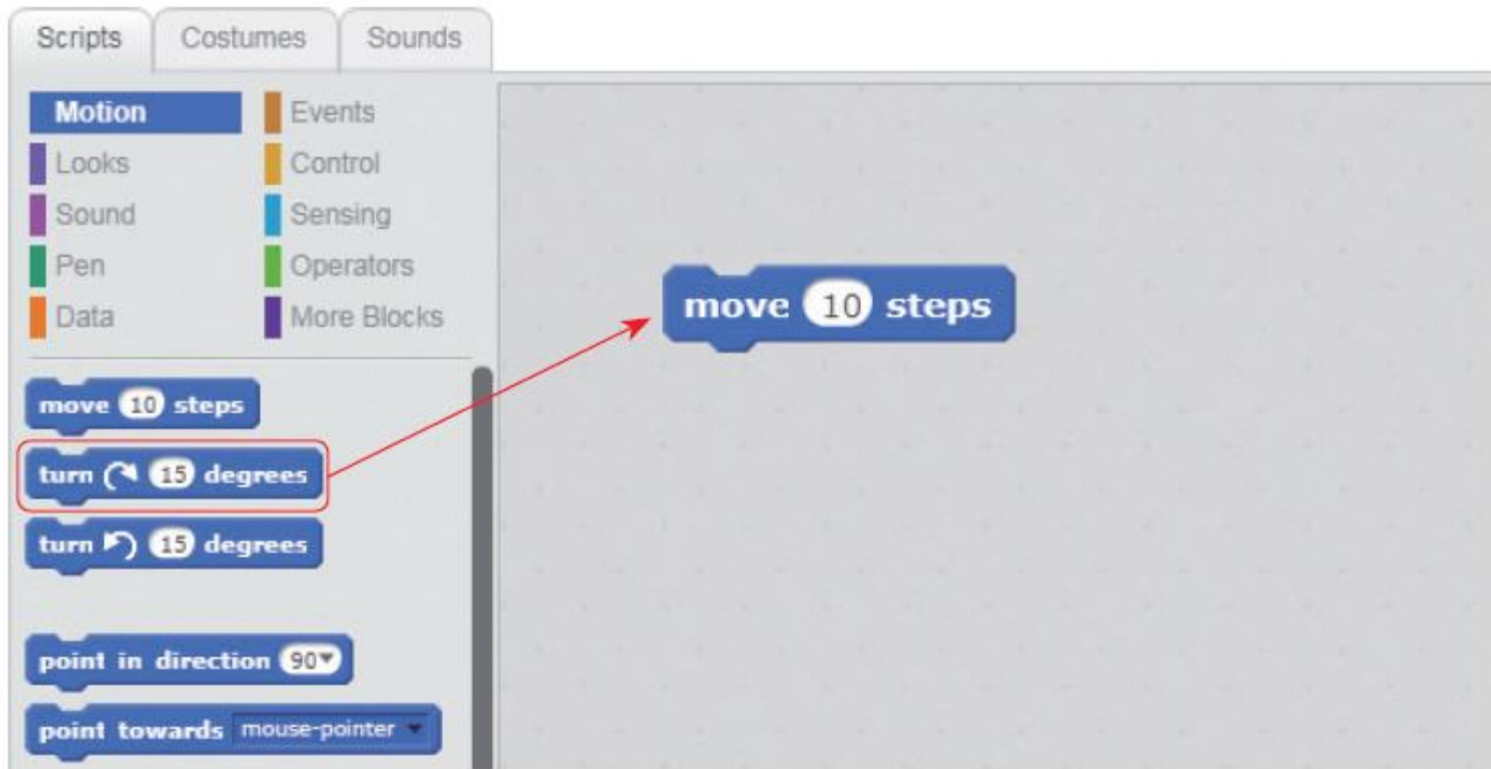 Scripts Costumes Sounds
Motion Events
Looks Control
Sound Sensing
Pen Operators
Data More Blocks
move 10 steps
move 10 steps
turn 15 degrees
turn 15 degrees
point in direction 90
point towards mouse-pointer